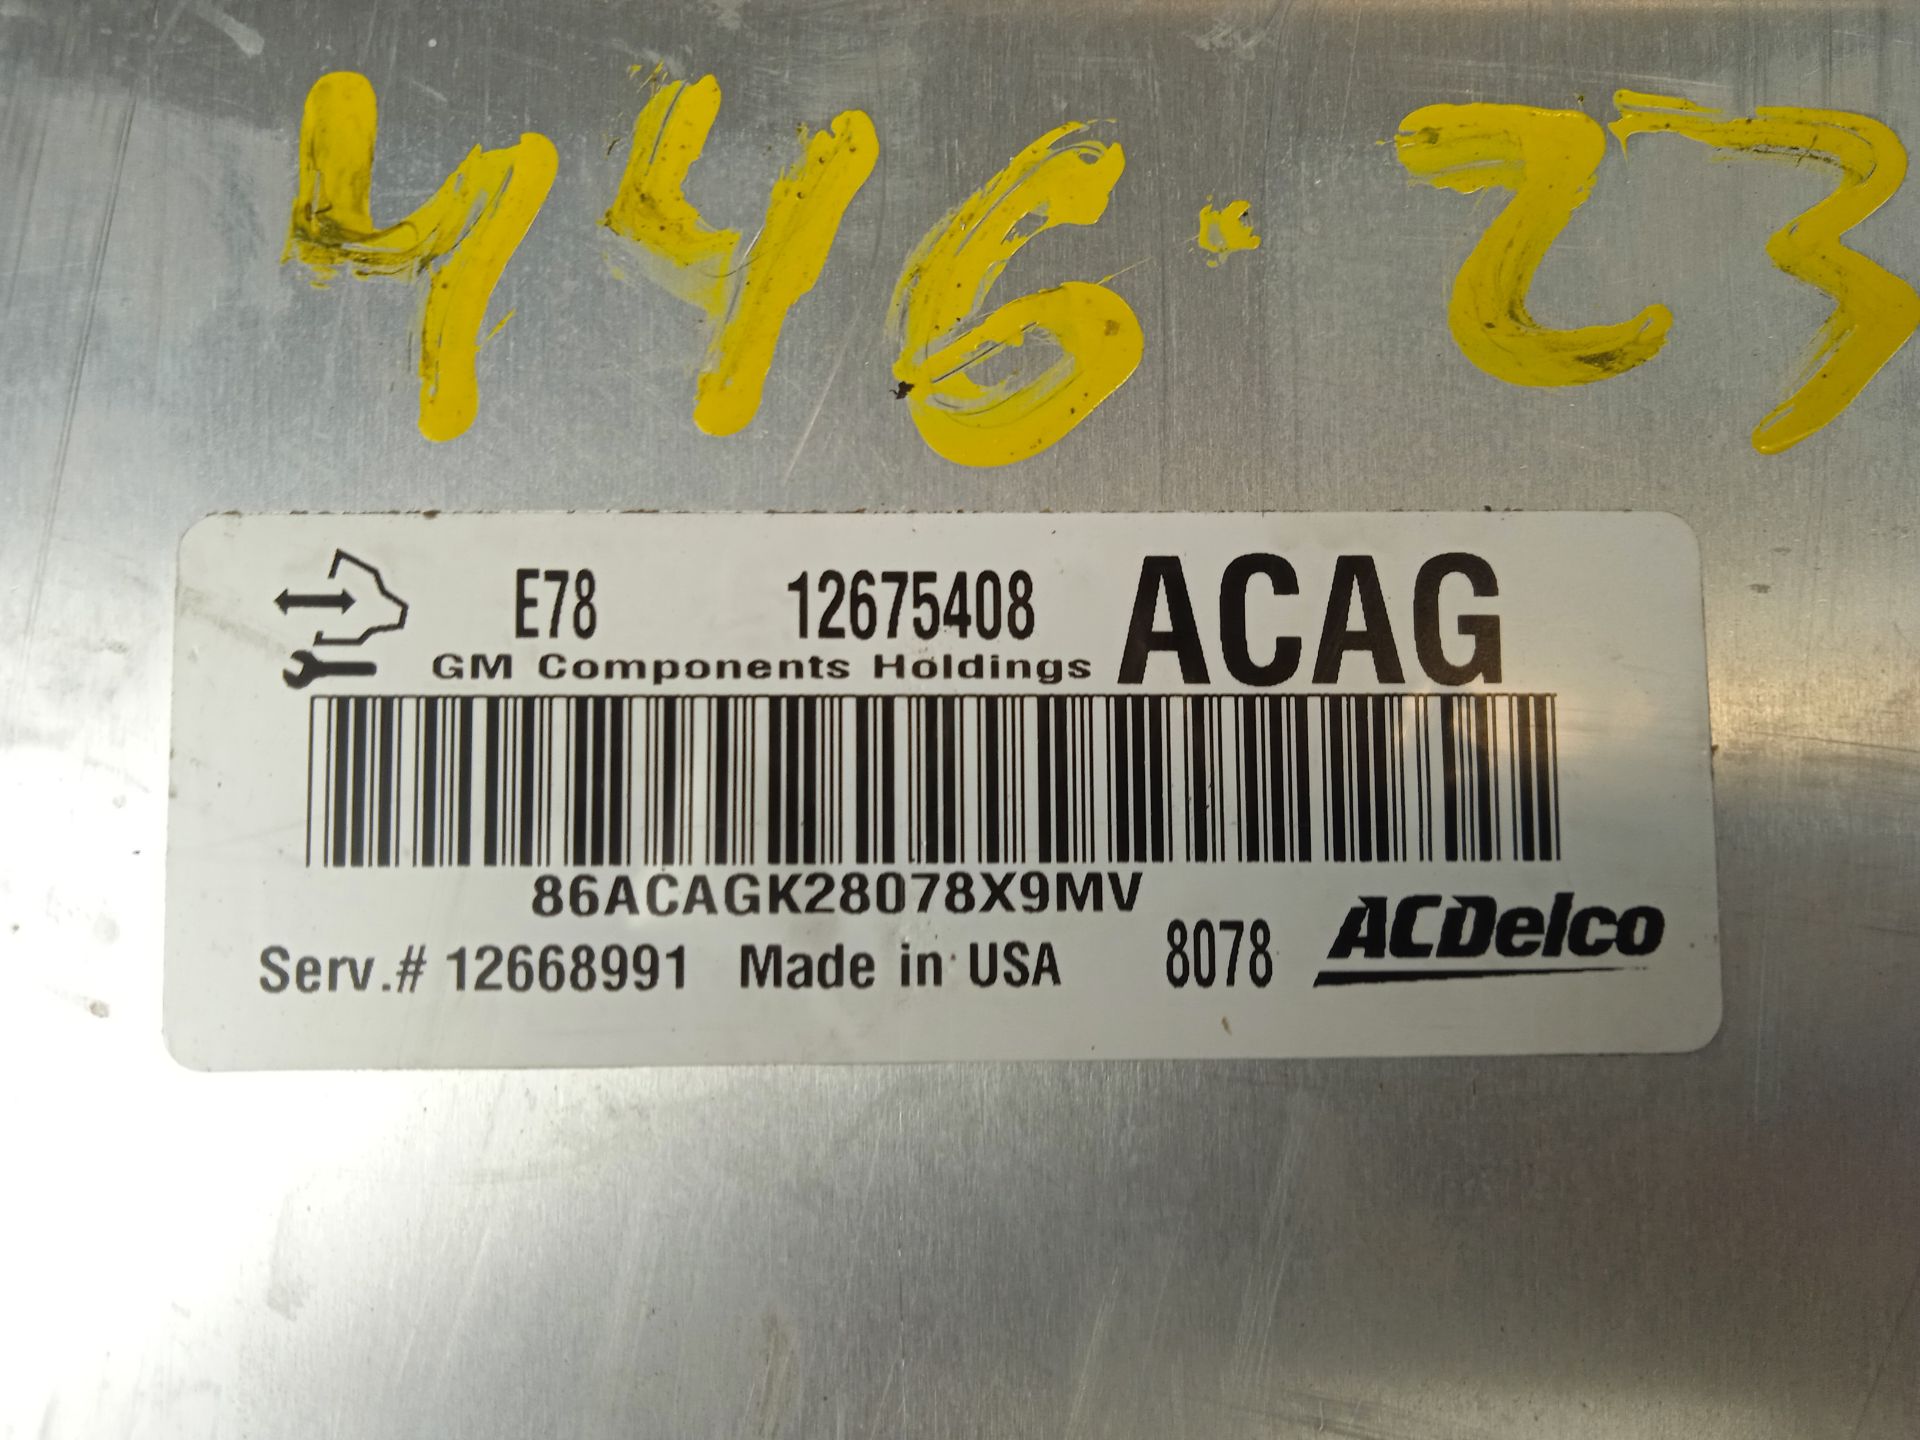 446.23
E78 12675408 ACAG
GM Components Holdings
86ACAGK28078X9MV
Serv.# 12668991 Made in USA 8078 ACDelco